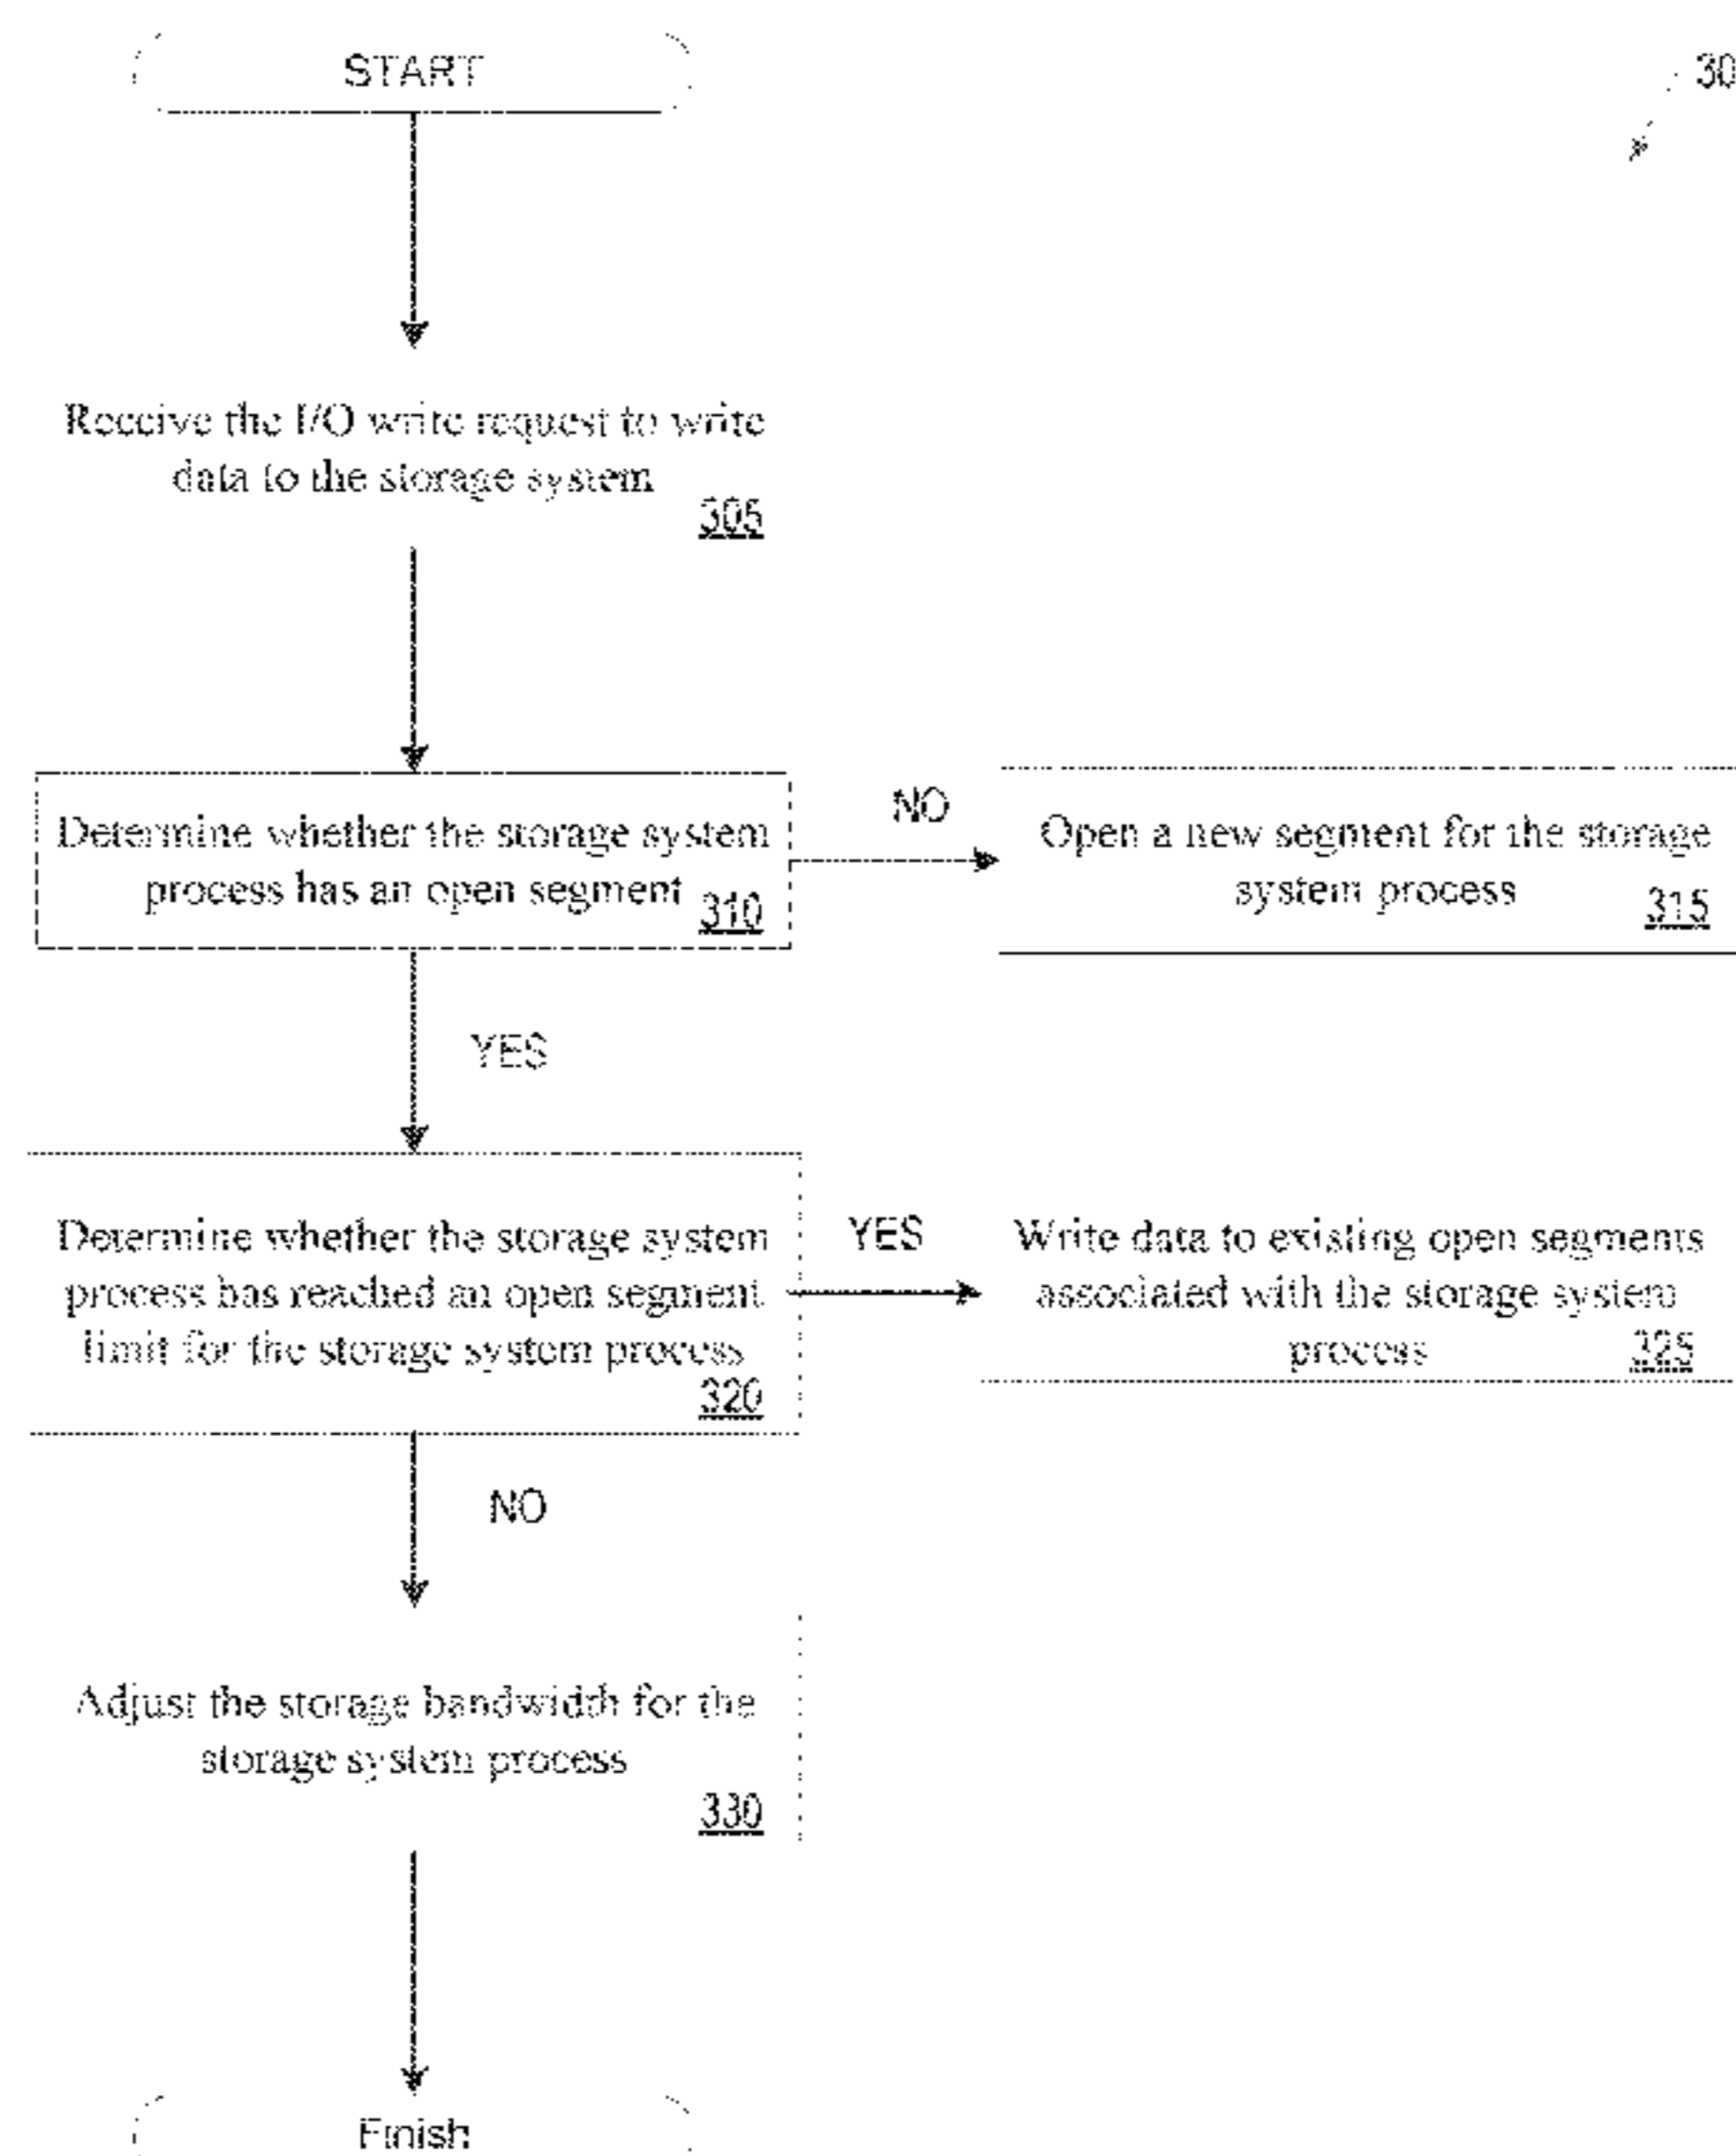 START
30
Receive the I/O write request to write
data to the storage system
305
Determine whether the storage system
process has an open segment
310
NO
Open a new segment for the storage
system process
315
YES
Determine whether the storage system
process has reached an open segment
limit for the storage system process
320
YES
Write data to existing open segments
associated with the storage system
process
325
NO
Adjust the storage bandwidth for the
storage system process
330
Finish